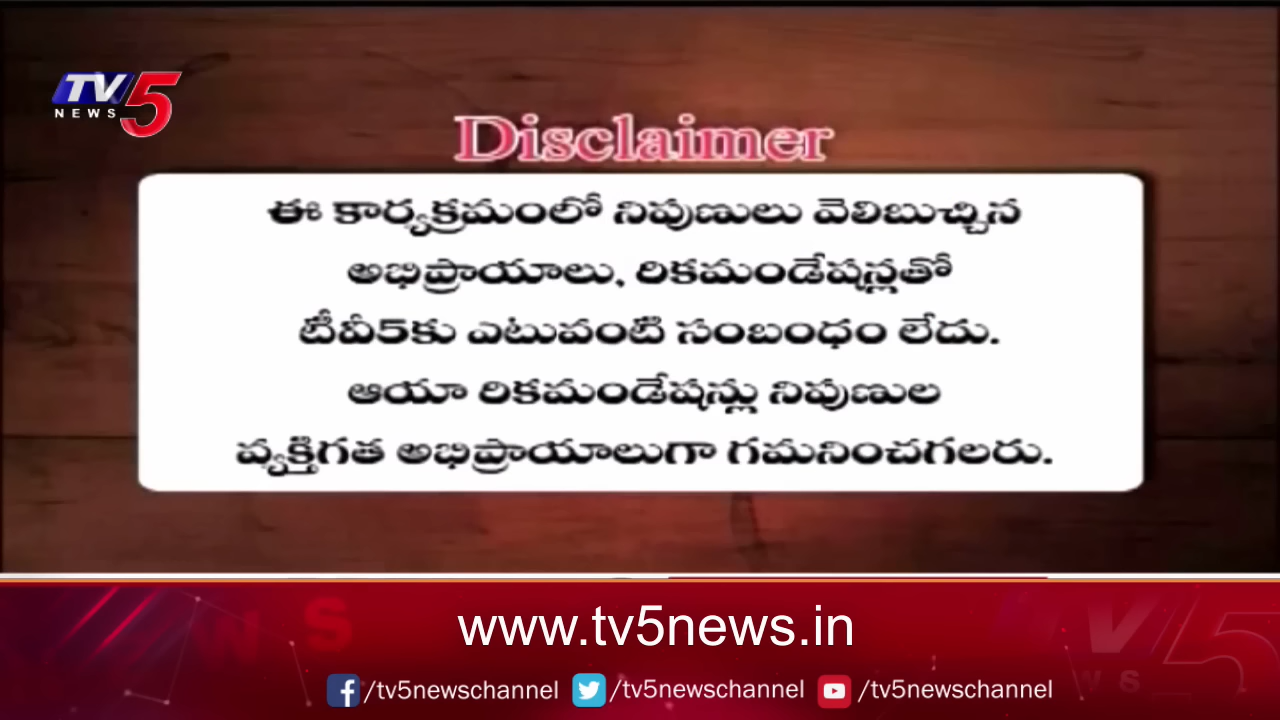 TV5
NEWS
Disclaimer
ఈ కార్యక్రమంలో నిపుణులు వెలిబుచ్చిన
అభిప్రాయాలు, రికమండేషన్లతో
టీవీ5కు ఎటువంటి సంబంధం లేదు.
ఆయా రికమండేషన్లు నిపుణుల
వ్యక్తిగత అభిప్రాయాలుగా గమనించగలరు.
www.tv5news.in
/tv5newschannel /tv5newschannel /tv5newschannel